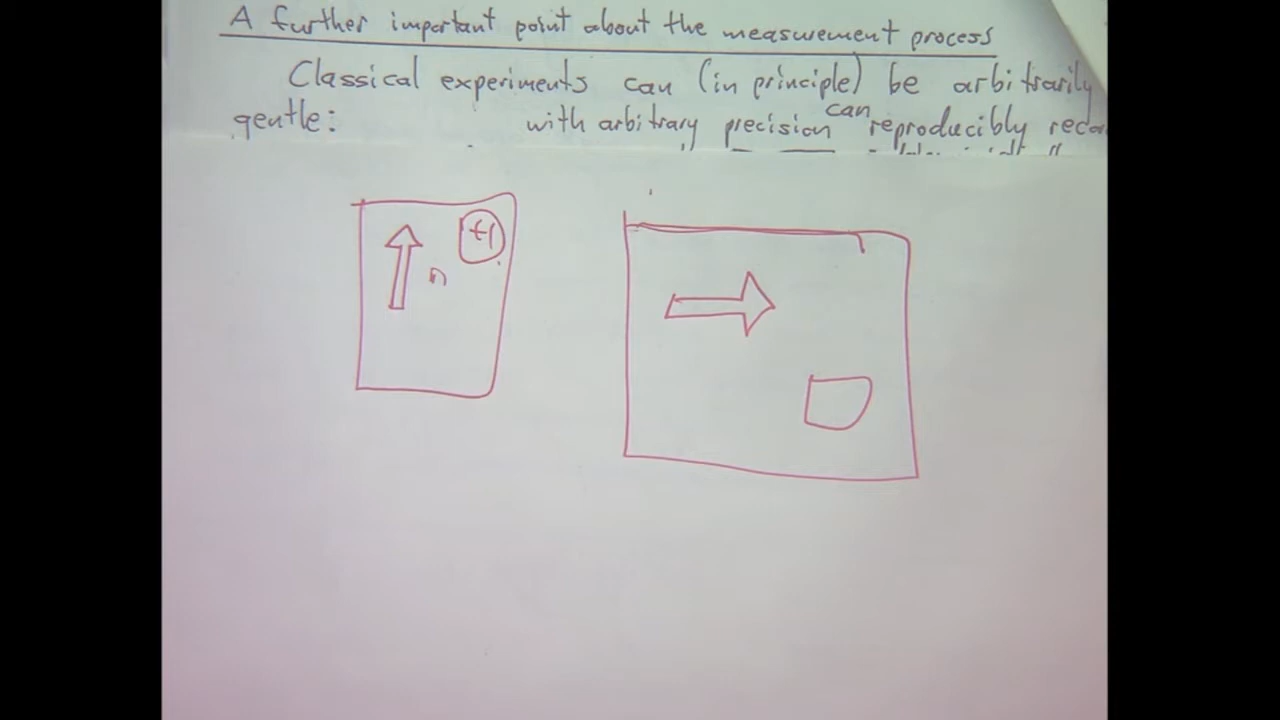 A further important point about the measurement process
Classical experiments can (in principle) be arbitrarily
gentle: with arbitrary precision can reproducibly reco
+1
n